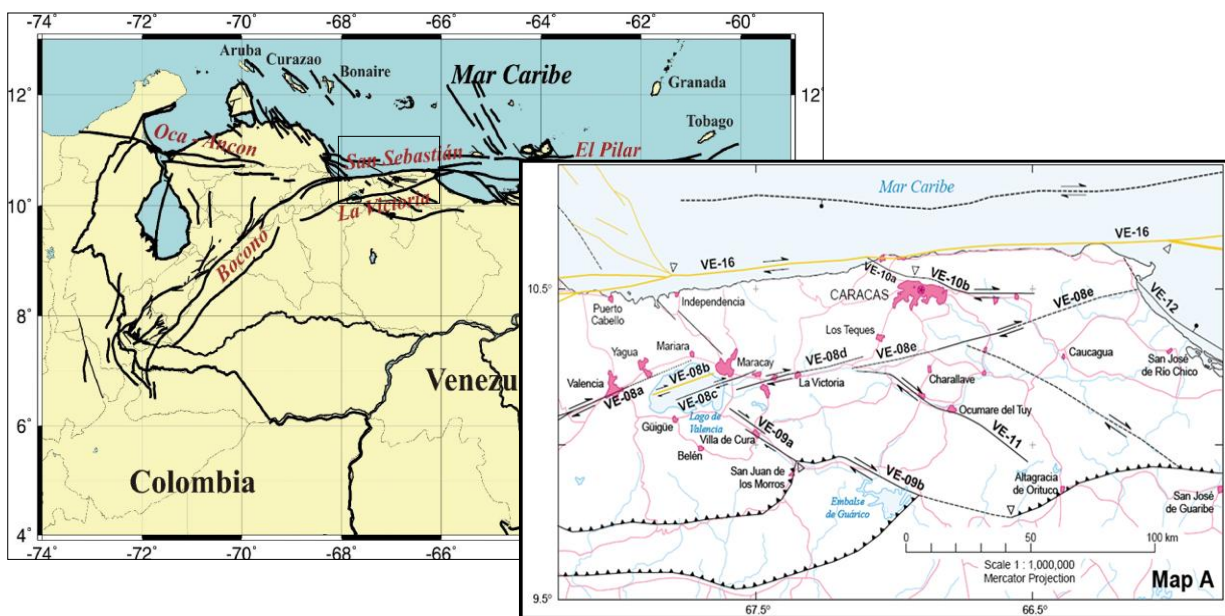 -74° -72° -70° -68° -66° -64° -62° -60°
Aruba
Curazao
Bonaire
Mar Caribe
Granada
Tobago
12° 12°
Oca - Ancon
San Sebastián
El Pilar
La Victoria
10°
Boconó
8°
Venezu
6°
Colombia
4°
-74° -72° -70° -68° -66°
Mar Caribe
VE-16
VE-16
VE-10a
VE-10b
10.5°
CARACAS
VE-08e
VE-12
Puerto
Cabello
Independencia
Los Teques
Yagua
Mariara
Maracay
VE-08d
VE-08e
Caucagua
San José
de Río Chico
Valencia
VE-08b
La Victoria
Charallave
VE-08a
VE-08c
Lago de
Valencia
Ocumare del Tuy
Güigüe
VE-09a
Villa de Cura
VE-11
Belén
San Juan de
los Morros
VE-09b
Altagracia
de Orituco
San José
de Guaribe
Embalse
de Guárico
0 50 100 km
Scale 1 : 1,000,000
Mercator Projection
Map A
9.5°
67.5° 66.5°